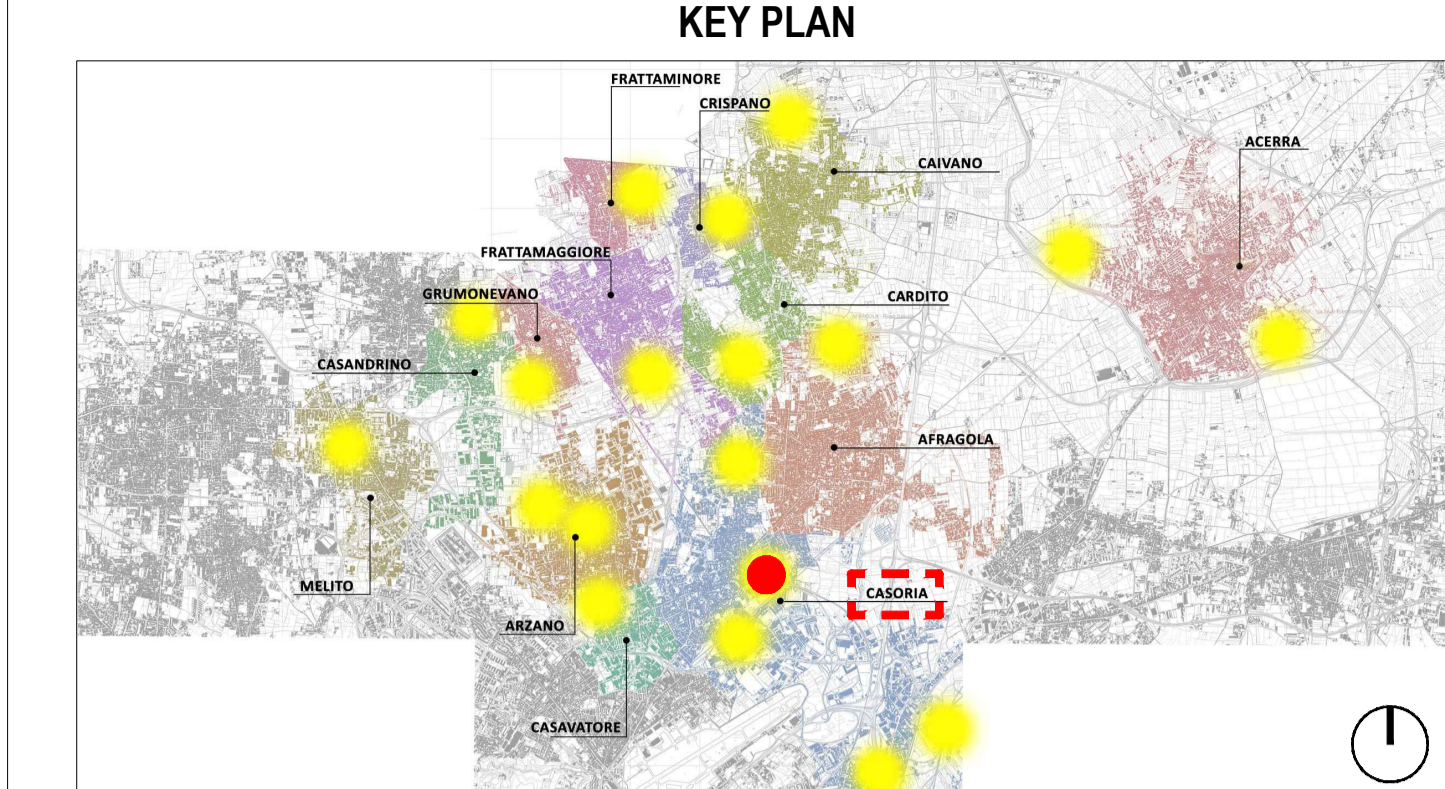 KEY PLAN
FRATTAMINORE
CRISPANO
ACERRA
CAIVANO
FRATTAMAGGIORE
GRUMONEVANO
CARDITO
CASANDRINO
AFRAGOLA
MELITO
CASORIA
ARZANO
CASAVATORE